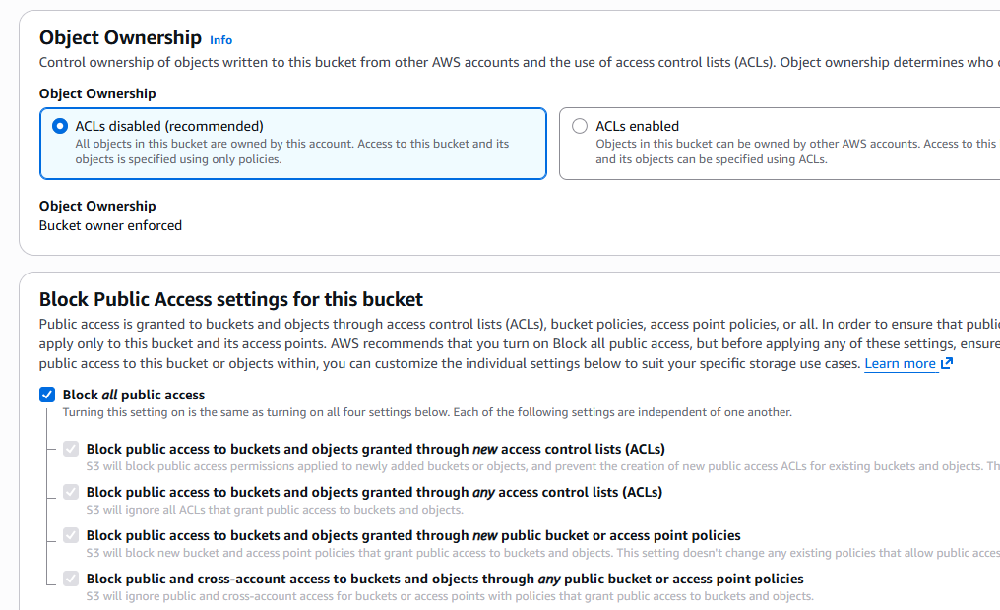 Object Ownership Info
Control ownership of objects written to this bucket from other AWS accounts and the use of access control lists (ACLs). Object ownership determines who
Object Ownership
ACLs disabled (recommended)
All objects in this bucket are owned by this account. Access to this bucket and its
objects is specified using only policies.
ACLs enabled
Objects in this bucket can be owned by other AWS accounts. Access to this
and its objects can be specified using ACLs.
Object Ownership
Bucket owner enforced
Block Public Access settings for this bucket
Public access is granted to buckets and objects through access control lists (ACLs), bucket policies, access point policies, or all. In order to ensure that
apply only to this bucket and its access points. AWS recommends that you turn on Block all public access, but before applying any of these settings, ensure
public access to this bucket or objects within, you can customize the individual settings below to suit your specific storage use cases. Learn more
Block all public access
Turning this setting on is the same as turning on all four settings below. Each of the following settings are independent of one another.
Block public access to buckets and objects granted through new access control lists (ACLs)
S3 will block public access permissions applied to newly added buckets or objects, and prevent the creation of new public access ACLs for existing buckets and objects.
Block public access to buckets and objects granted through any access control lists (ACLs)
S3 will ignore all ACLs that grant public access to buckets and objects.
Block public access to buckets and objects granted through new public bucket or access point policies
S3 will block new bucket and access point policies that grant public access to buckets and objects. This setting doesn't change any existing policies that allow public
Block public and cross-account access to buckets and objects through any public bucket or access point policies
S3 will ignore public and cross-account access for buckets or access points with policies that grant public access to buckets and objects.